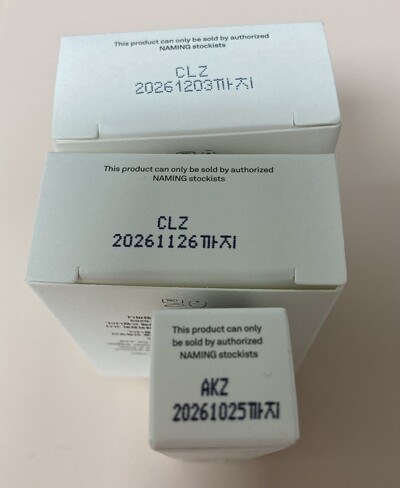 This product can only be sold by authorized
NAMING stockists
CLZ
20261203까지
This product can only be sold by authorized
NAMING stockists
CLZ
20261126까지
This product can only
be sold by authorized
NAMING stockists
AKZ
20261025까지